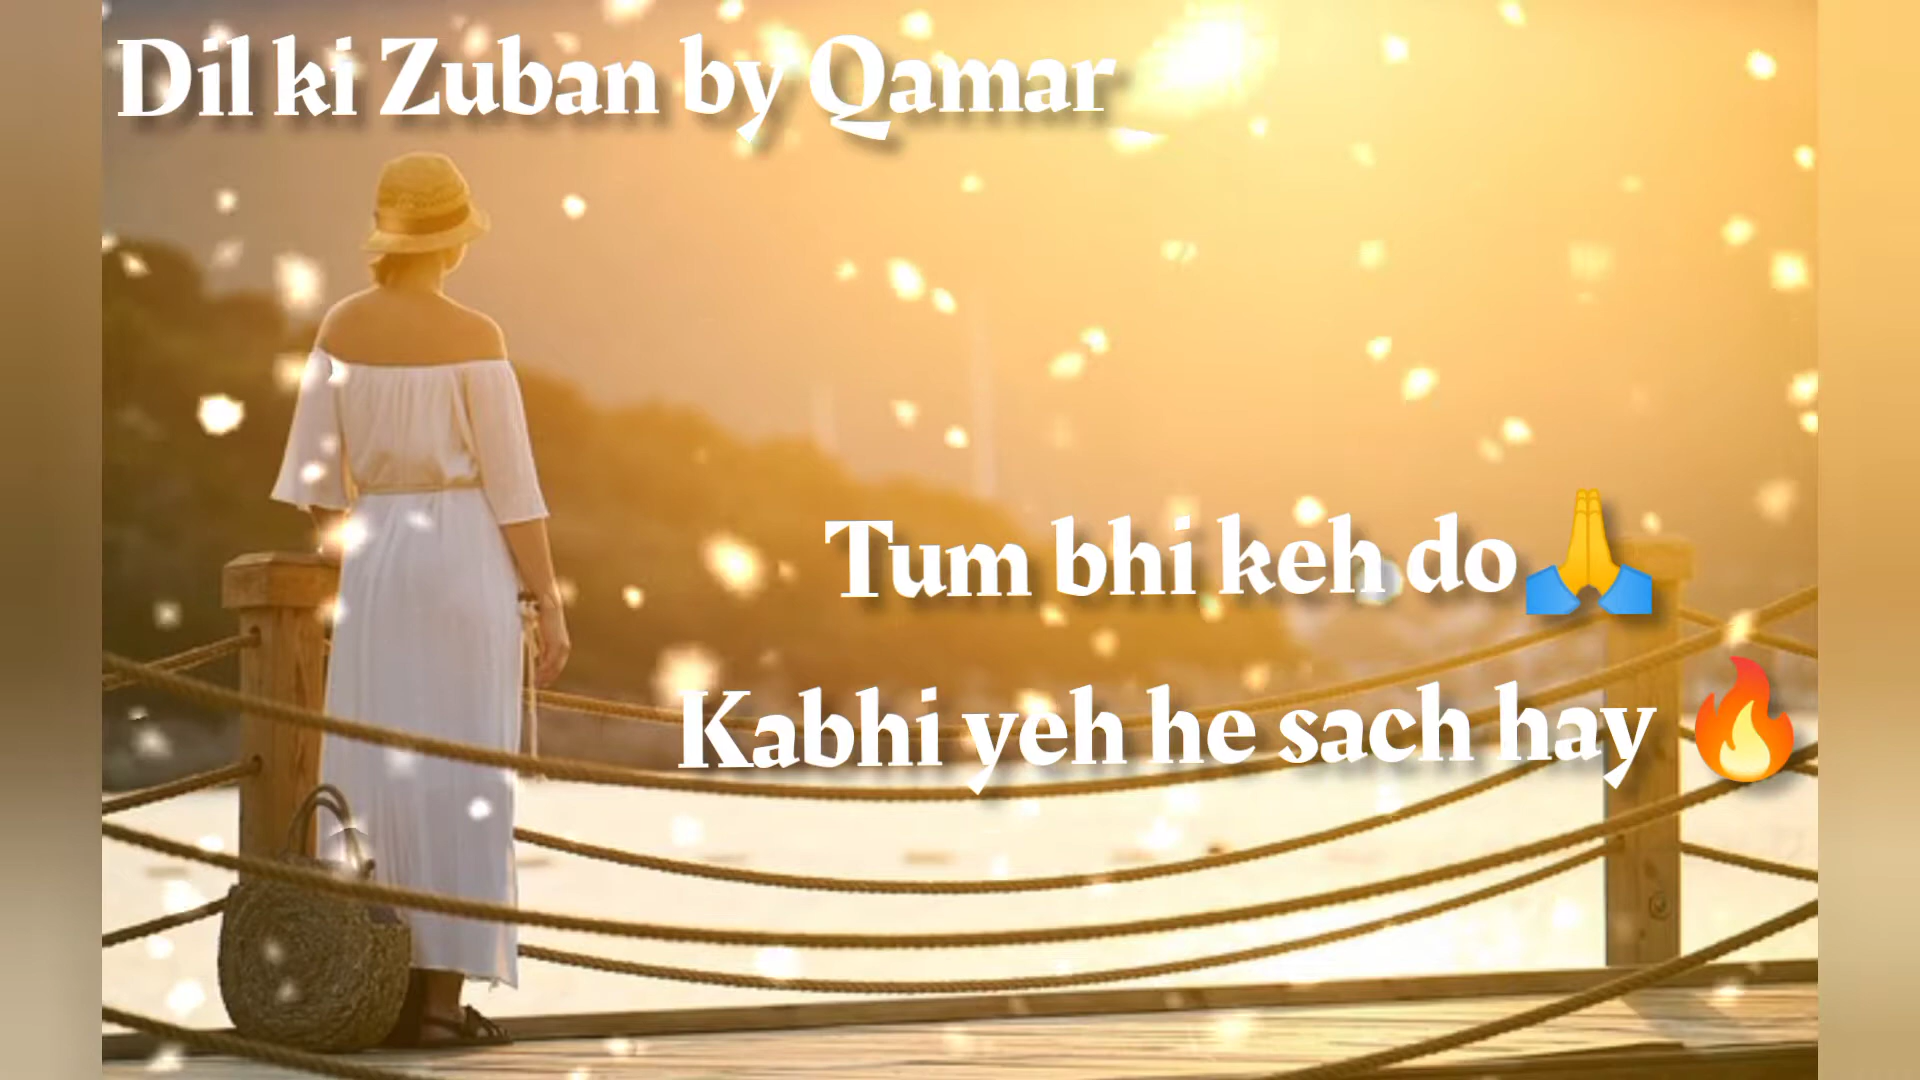 Dil ki Zuban by Qamar
Tum bhi keh do🙏
Kabhi yeh he sach hay 🔥